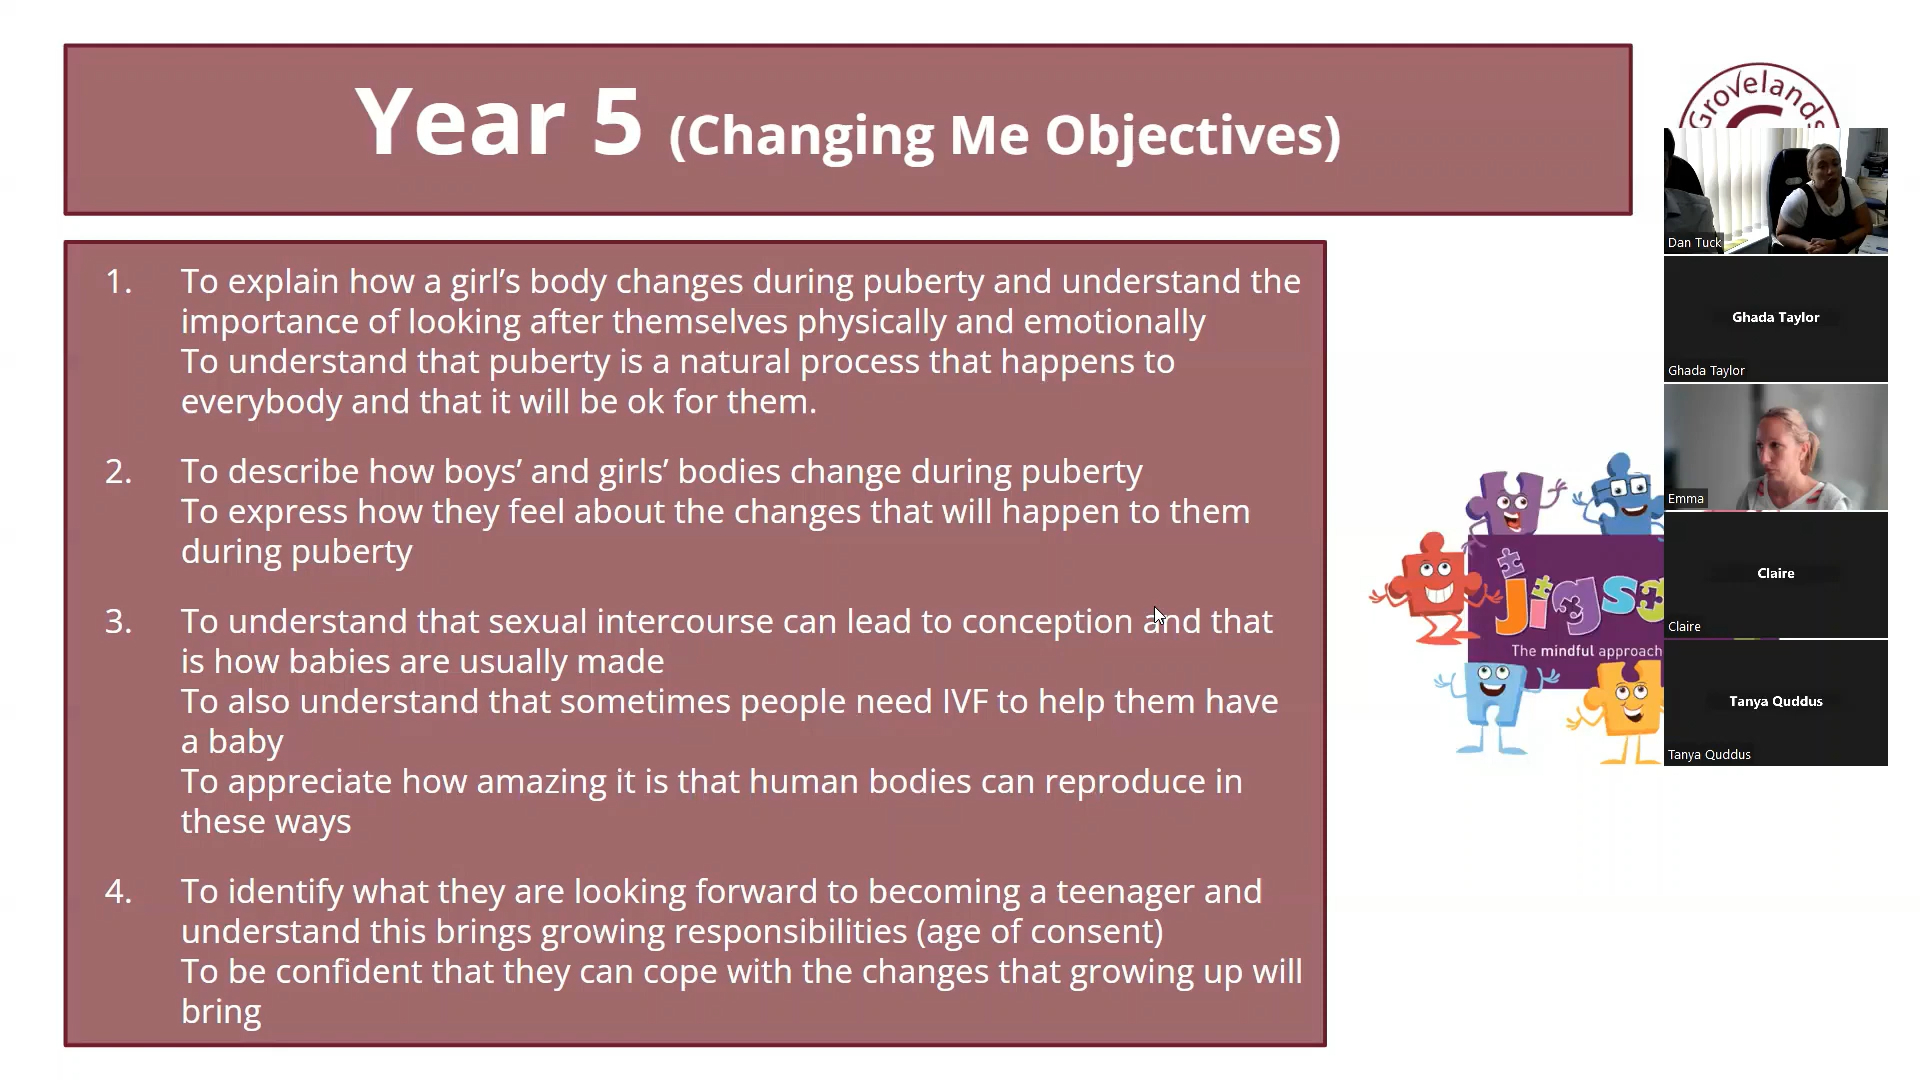 Year 5 (Changing Me Objectives)
Grovelands
1. To explain how a girl’s body changes during puberty and understand the
importance of looking after themselves physically and emotionally
To understand that puberty is a natural process that happens to
everybody and that it will be ok for them.
2. To describe how boys’ and girls’ bodies change during puberty
To express how they feel about the changes that will happen to them
during puberty
3. To understand that sexual intercourse can lead to conception and that
is how babies are usually made
To also understand that sometimes people need IVF to help them have
a baby
To appreciate how amazing it is that human bodies can reproduce in
these ways
4. To identify what they are looking forward to becoming a teenager and
understand this brings growing responsibilities (age of consent)
To be confident that they can cope with the changes that growing up will
bring
jigs
The mindful approach
Dan Tuck
Ghada Taylor
Ghada Taylor
Emma
Claire
Claire
Tanya Quddus
Tanya Quddus